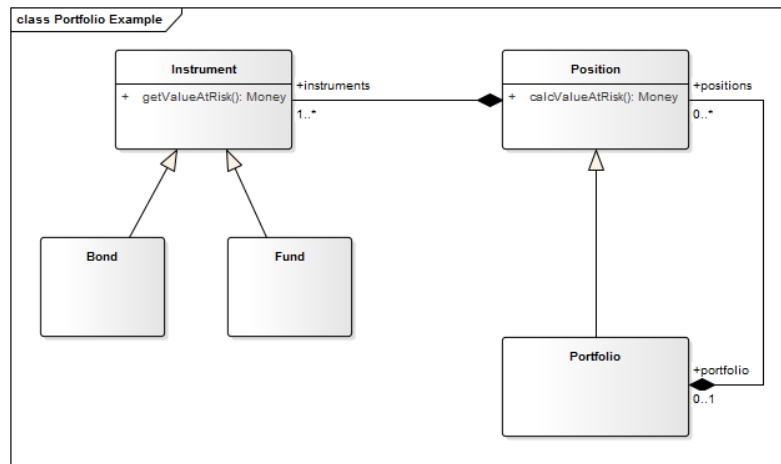 class Portfolio Example
Instrument
+ getValueAtRisk(): Money
+instruments
1..*
Position
+ calcValueAtRisk(): Money
+positions
0..*
Bond
Fund
Portfolio
+portfolio
0..1